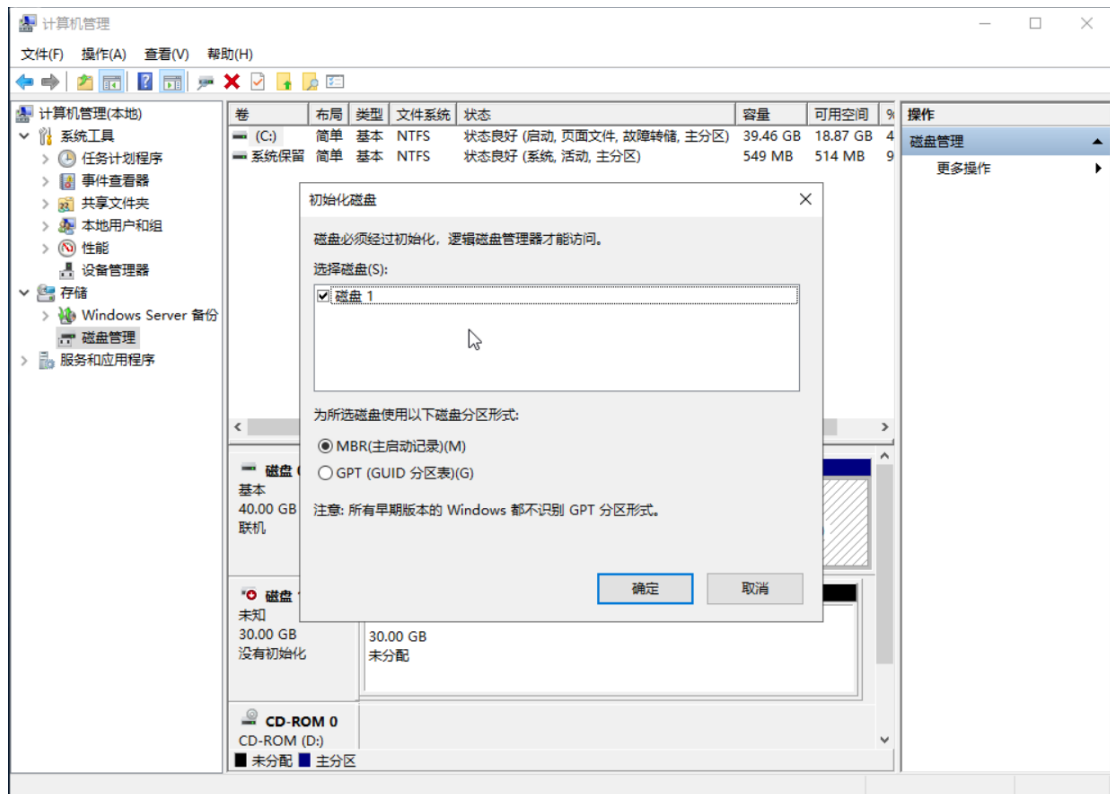 计算机管理
文件(F) 操作(A) 查看(V) 帮助(H)
计算机管理(本地)
系统工具
任务计划程序
事件查看器
共享文件夹
本地用户和组
性能
设备管理器
存储
Windows Server 备份
磁盘管理
服务和应用程序
卷 布局 类型 文件系统 状态 容量 可用空间 %
(C:) 简单 基本 NTFS 状态良好 (启动, 页面文件, 故障转储, 主分区) 39.46 GB 18.87 GB 4
系统保留 简单 基本 NTFS 状态良好 (系统, 活动, 主分区) 549 MB 514 MB 9
初始化磁盘
磁盘必须经过初始化，逻辑磁盘管理器才能访问。
选择磁盘(S):
磁盘 1
为所选磁盘使用以下磁盘分区形式:
MBR(主启动记录)(M)
GPT (GUID 分区表)(G)
注意: 所有早期版本的 Windows 都不识别 GPT 分区形式。
确定 取消
磁盘
基本
40.00 GB
联机
磁盘
未知
30.00 GB
没有初始化
30.00 GB
未分配
CD-ROM 0
CD-ROM (D:)
未分配 主分区
操作
磁盘管理
更多操作